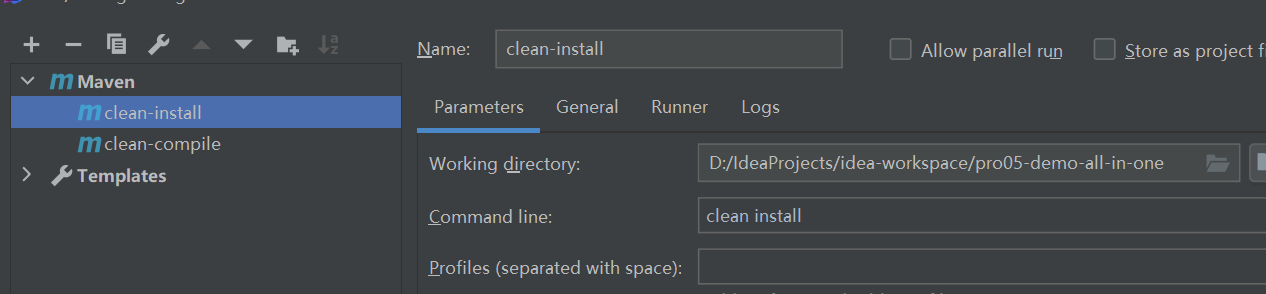 Name:
clean-install
Allow parallel run
Store as project
Maven
clean-install
clean-compile
Templates
Parameters
General
Runner
Logs
Working directory:
D:/IdeaProjects/idea-workspace/pro05-demo-all-in-one
Command line:
clean install
Profiles (separated with space):